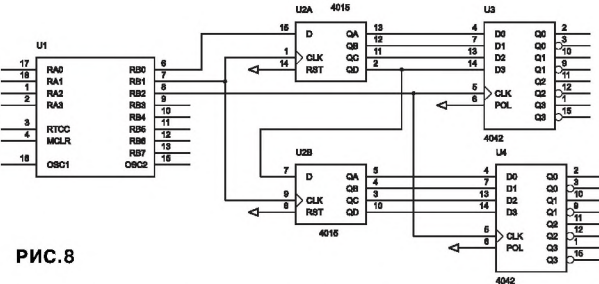 U2A 4015 U3
15 D QA 13 4 D0 Q0 2
QB 12 7 D1 Q0 3
1 CLK QC 11 13 D2 Q1 10
14 RST QD 2 14 D3 Q1 9
Q2 11
5 CLK Q2 12
6 POL Q3 1
Q3 15
4042
U1
17 RA0 RB0 6
18 RA1 RB1 7
1 RA2 RB2 8
2 RA3 RB3 9
RB4 10
3 RTCC RB5 11
4 MCLR RB6 12
RB7 13
16 OSC1 OSC2 15
U2B U4
7 D QA 5 4 D0 Q0 2
QB 4 7 D1 Q0 3
9 CLK QC 3 13 D2 Q1 10
RST QD 10 14 D3 Q1 9
4015
Q2 11
5 CLK Q2 12
6 POL Q3 1
Q3 15
4042
РИС.8